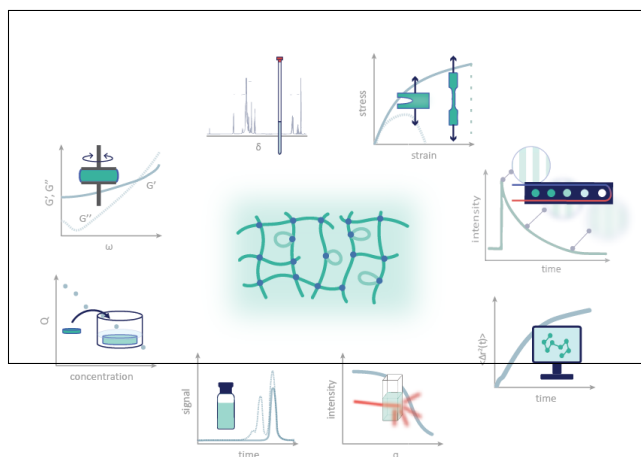 δ
stress
strain
G', G''
G'
G''
ω
intensity
time
Q
concentration
<Δr²(t)>
time
signal
time
intensity
q